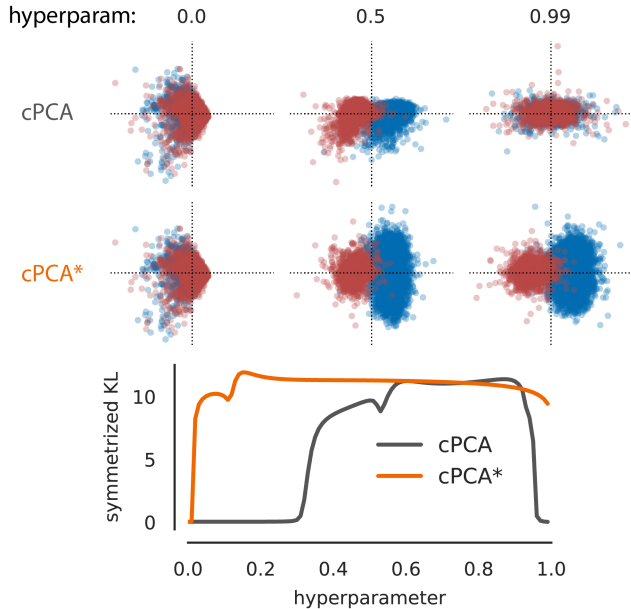 hyperparam: 0.0 0.5 0.99
cPCA
cPCA*
symmetrized KL
10
5
0
cPCA
cPCA*
0.0 0.2 0.4 0.6 0.8 1.0
hyperparameter